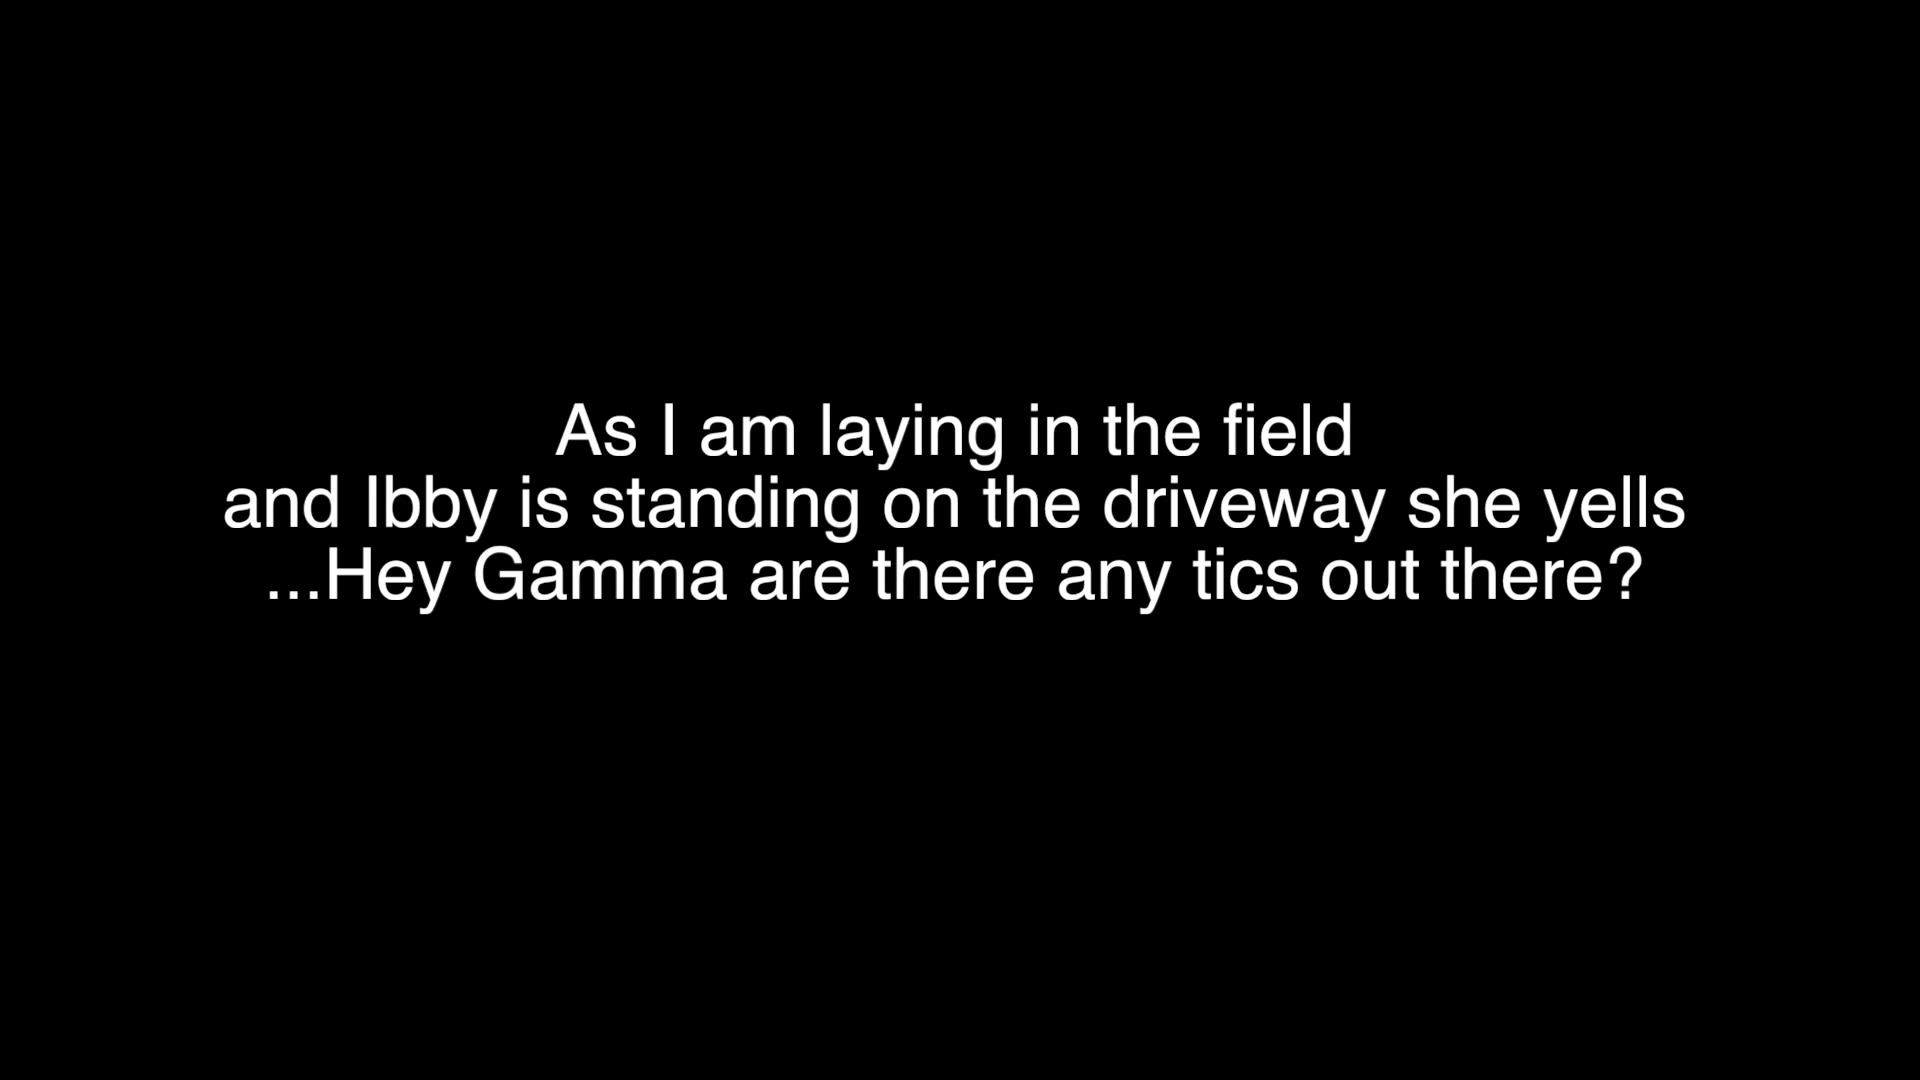 As I am laying in the field
and Ibby is standing on the driveway she yells
...Hey Gamma are there any tics out there?